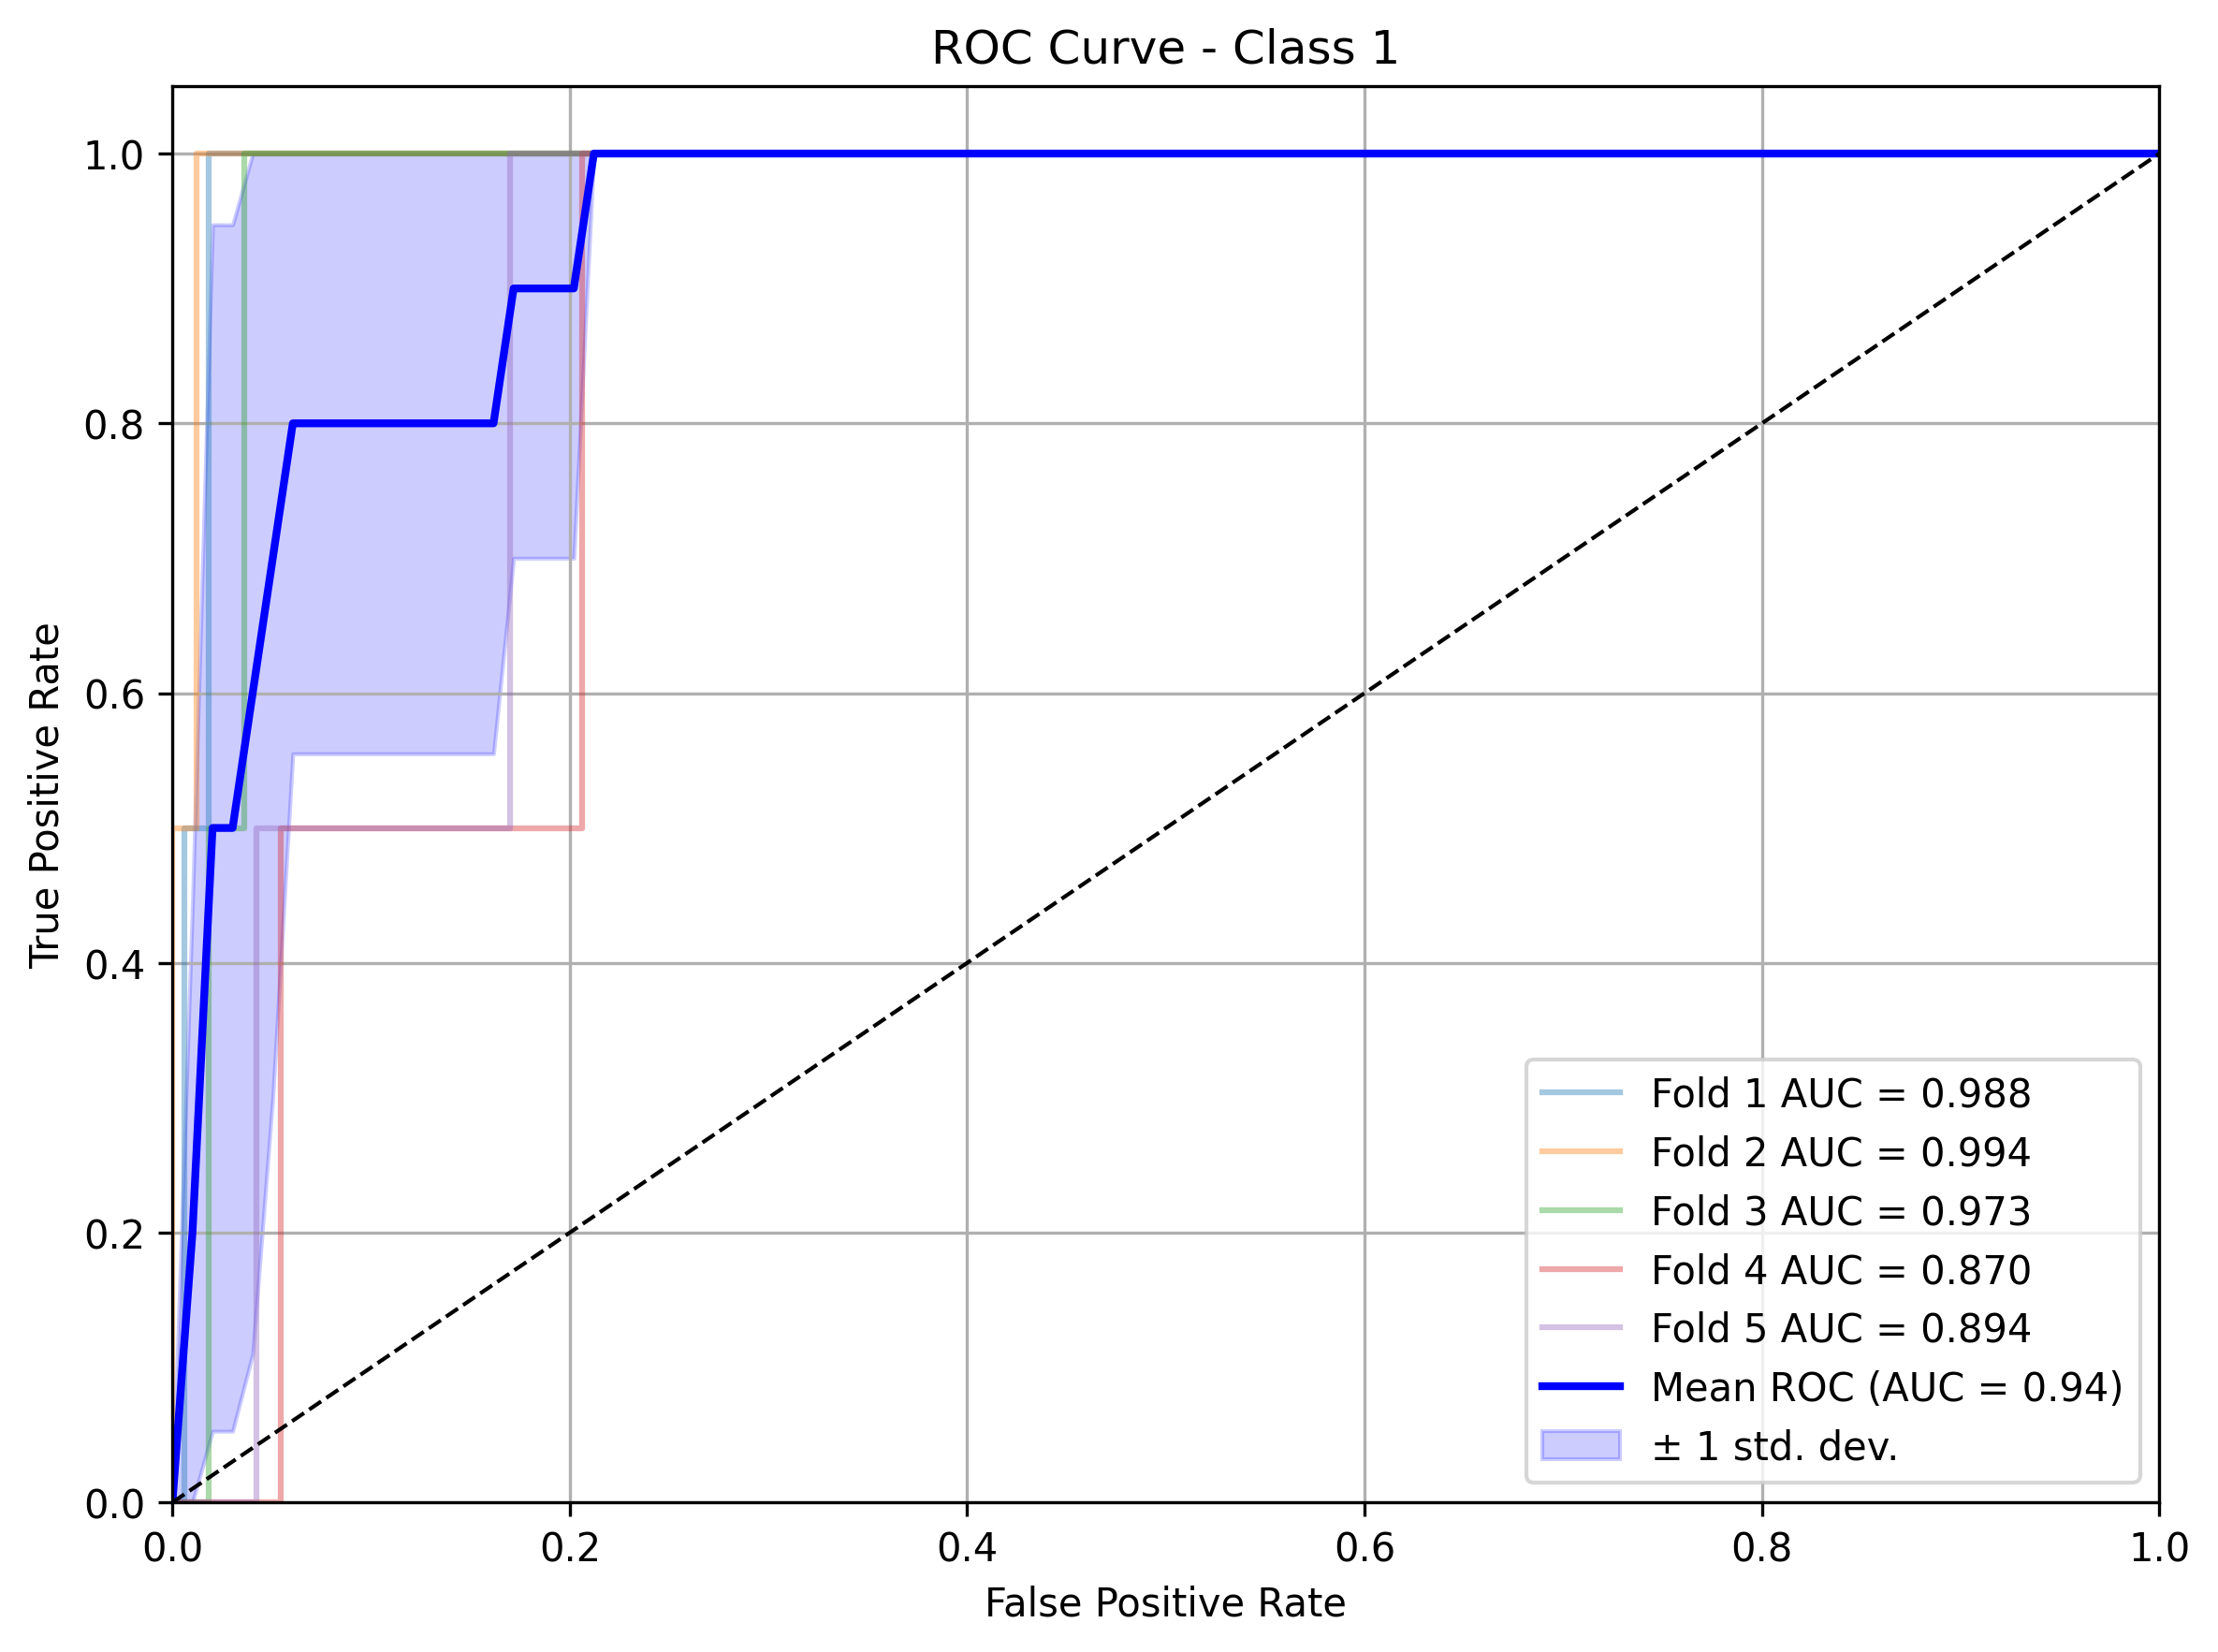 ROC Curve - Class 1
True Positive Rate
1.0
0.8
0.6
0.4
0.2
0.0
0.0 0.2 0.4 0.6 0.8 1.0
False Positive Rate
Fold 1 AUC = 0.988
Fold 2 AUC = 0.994
Fold 3 AUC = 0.973
Fold 4 AUC = 0.870
Fold 5 AUC = 0.894
Mean ROC (AUC = 0.94)
± 1 std. dev.